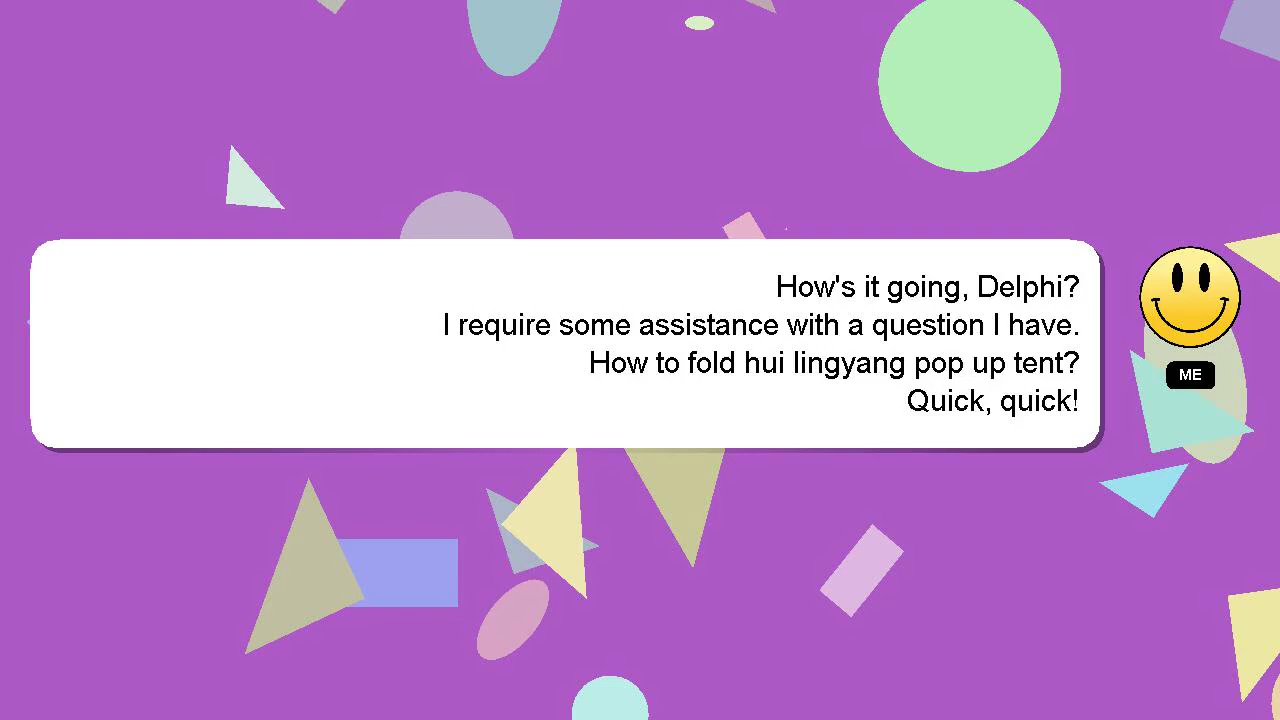 How's it going, Delphi?
I require some assistance with a question I have.
How to fold hui lingyang pop up tent?
Quick, quick!
ME